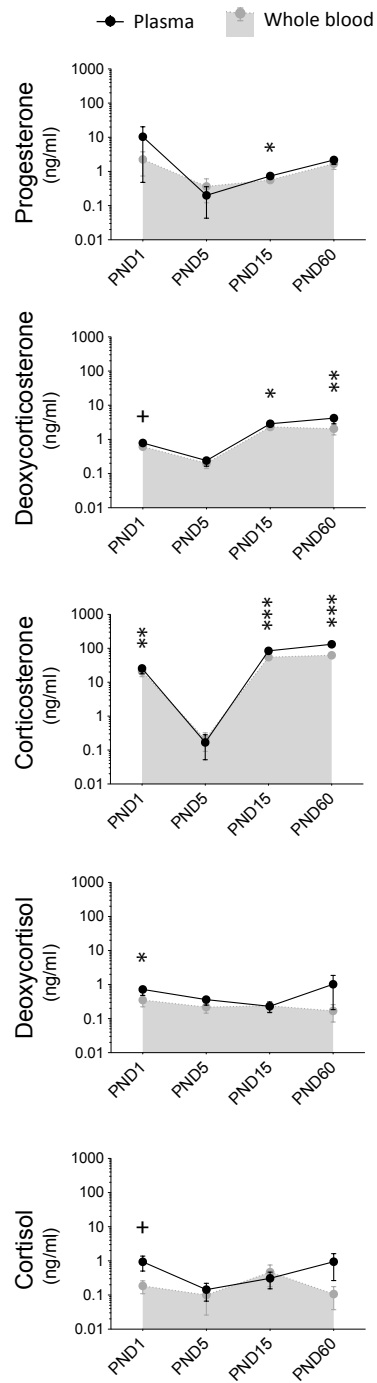 Plasma
Whole blood
Progesterone
(ng/ml)
1000
100
10
1
0.1
0.01
*
PND1
PND5
PND15
PND60
Deoxycorticosterone
(ng/ml)
1000
100
10
1
0.1
0.01
+
*
**
PND1
PND5
PND15
PND60
Corticosterone
(ng/ml)
1000
100
10
1
0.1
0.01
**
***
***
PND1
PND5
PND15
PND60
Deoxycortisol
(ng/ml)
1000
100
10
1
0.1
0.01
*
PND1
PND5
PND15
PND60
Cortisol
(ng/ml)
1000
100
10
1
0.1
0.01
+
PND1
PND5
PND15
PND60